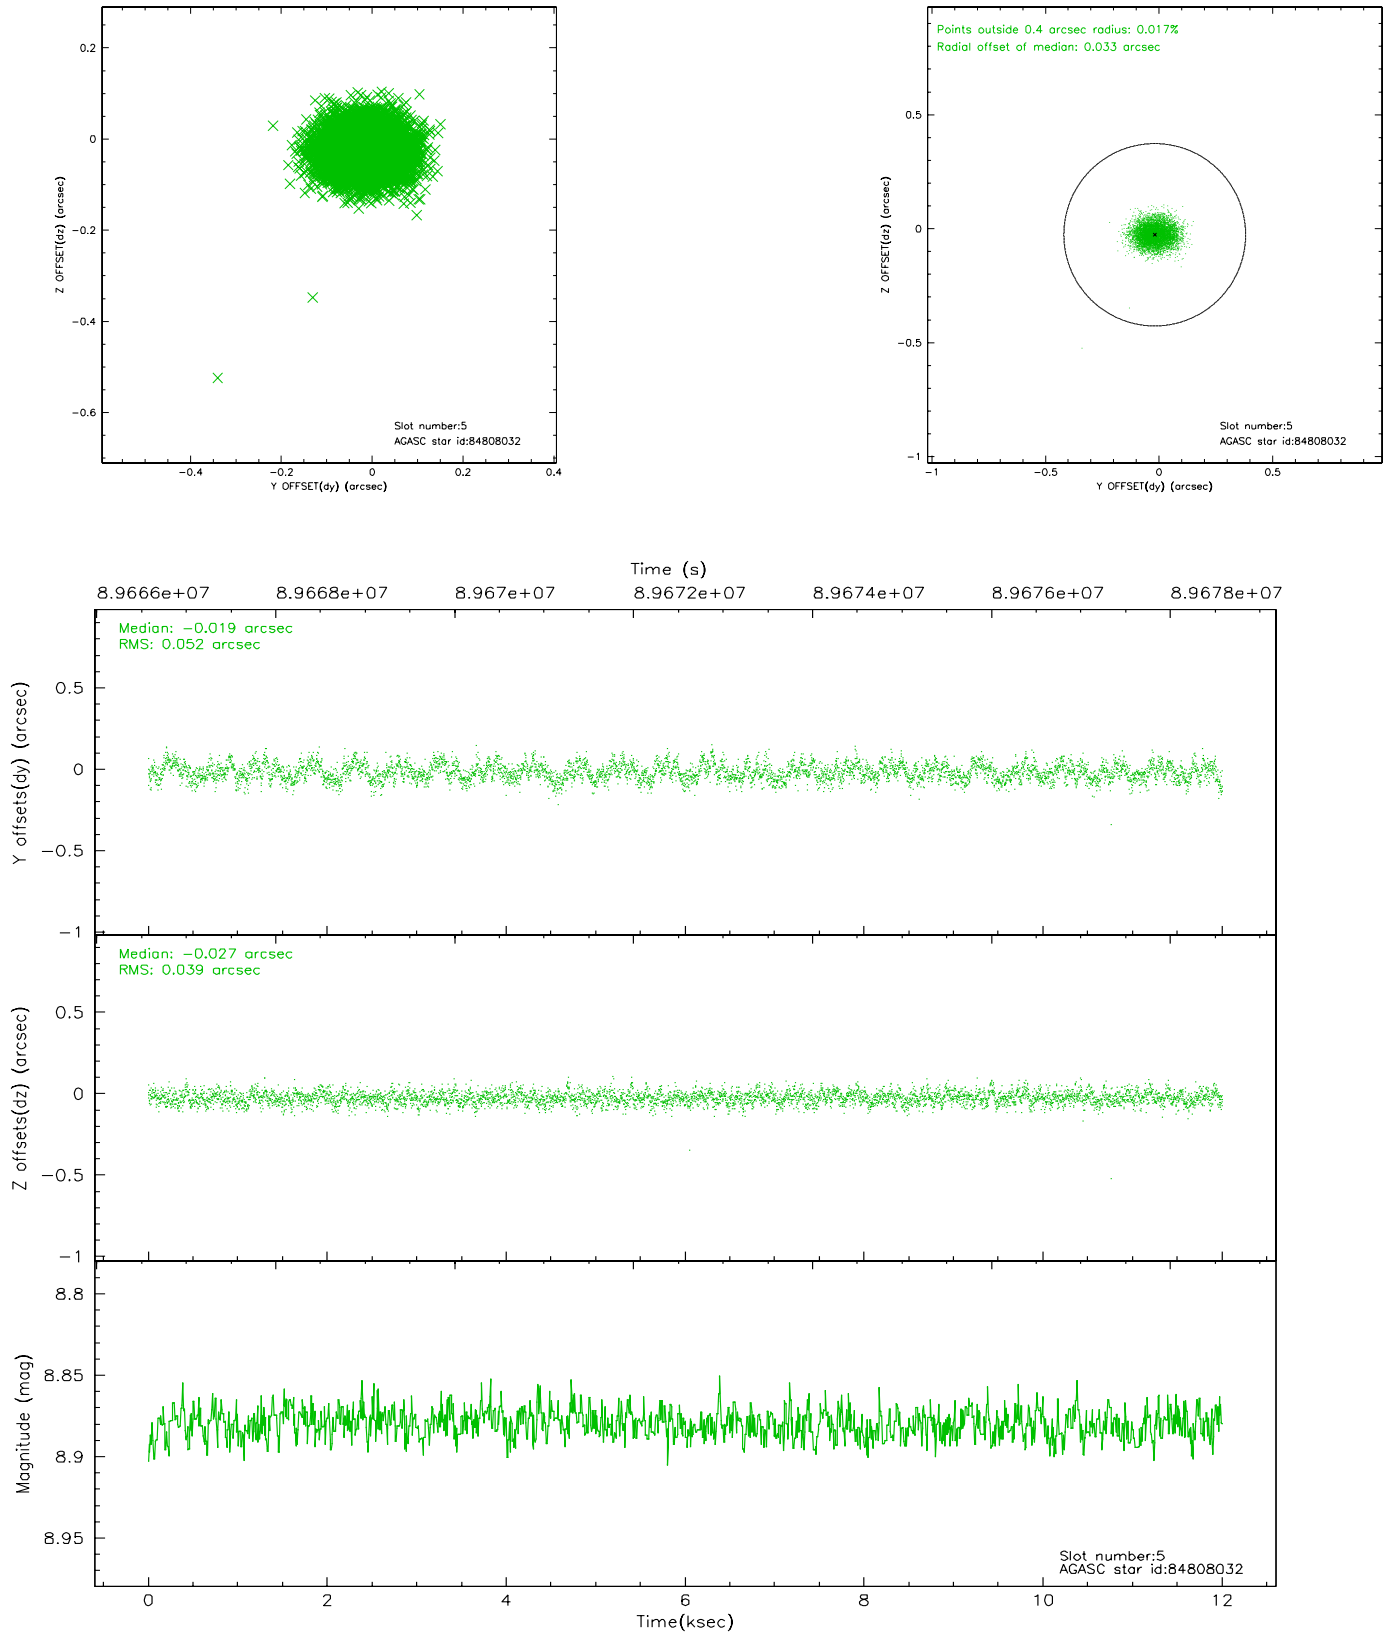 0.2
0
−0.2
−0.4
−0.6
Z OFFSET(dz) (arcsec)
Slot number:5
AGASC star id:84808032
−0.4 −0.2 0 0.2 0.4
Y OFFSET(dy) (arcsec)
Points outside 0.4 arcsec radius: 0.017%
Radial offset of median: 0.033 arcsec
0.5
0
−0.5
−1
Z OFFSET(dz) (arcsec)
Slot number:5
AGASC star id:84808032
−1 −0.5 0 0.5
Y OFFSET(dy) (arcsec)
Time (s)
8.9666e+07 8.9668e+07 8.967e+07 8.9672e+07 8.9674e+07 8.9676e+07 8.9678e+07
Median: −0.019 arcsec
RMS: 0.052 arcsec
0.5
0
−0.5
−1
Y offsets(dy) (arcsec)
Median: −0.027 arcsec
RMS: 0.039 arcsec
0.5
0
−0.5
−1
Z offsets(dz) (arcsec)
8.8
8.85
8.9
8.95
Magnitude (mag)
Slot number:5
AGASC star id:84808032
0 2 4 6 8 10 12
Time(ksec)